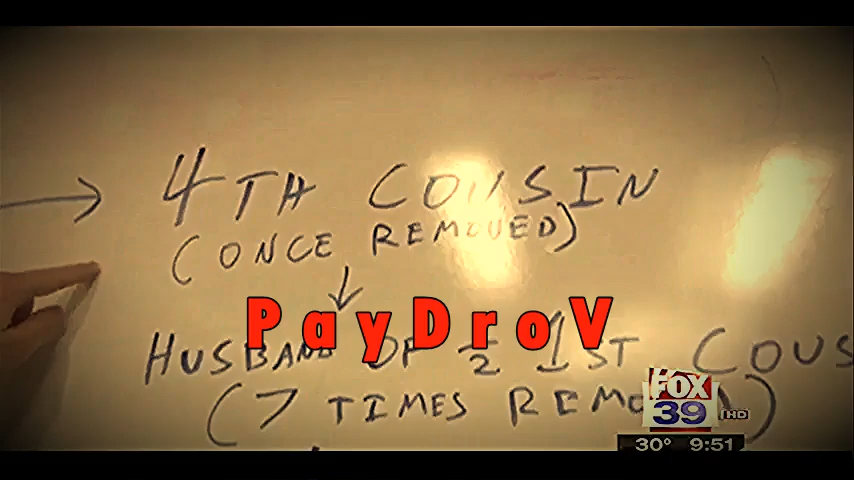 4TH COUSIN
(ONCE REMOVED)
PayDroV
HUSBAND OF ½ 1ST COUS
(7 TIMES REMO
FOX
39
HD
30° 9:51